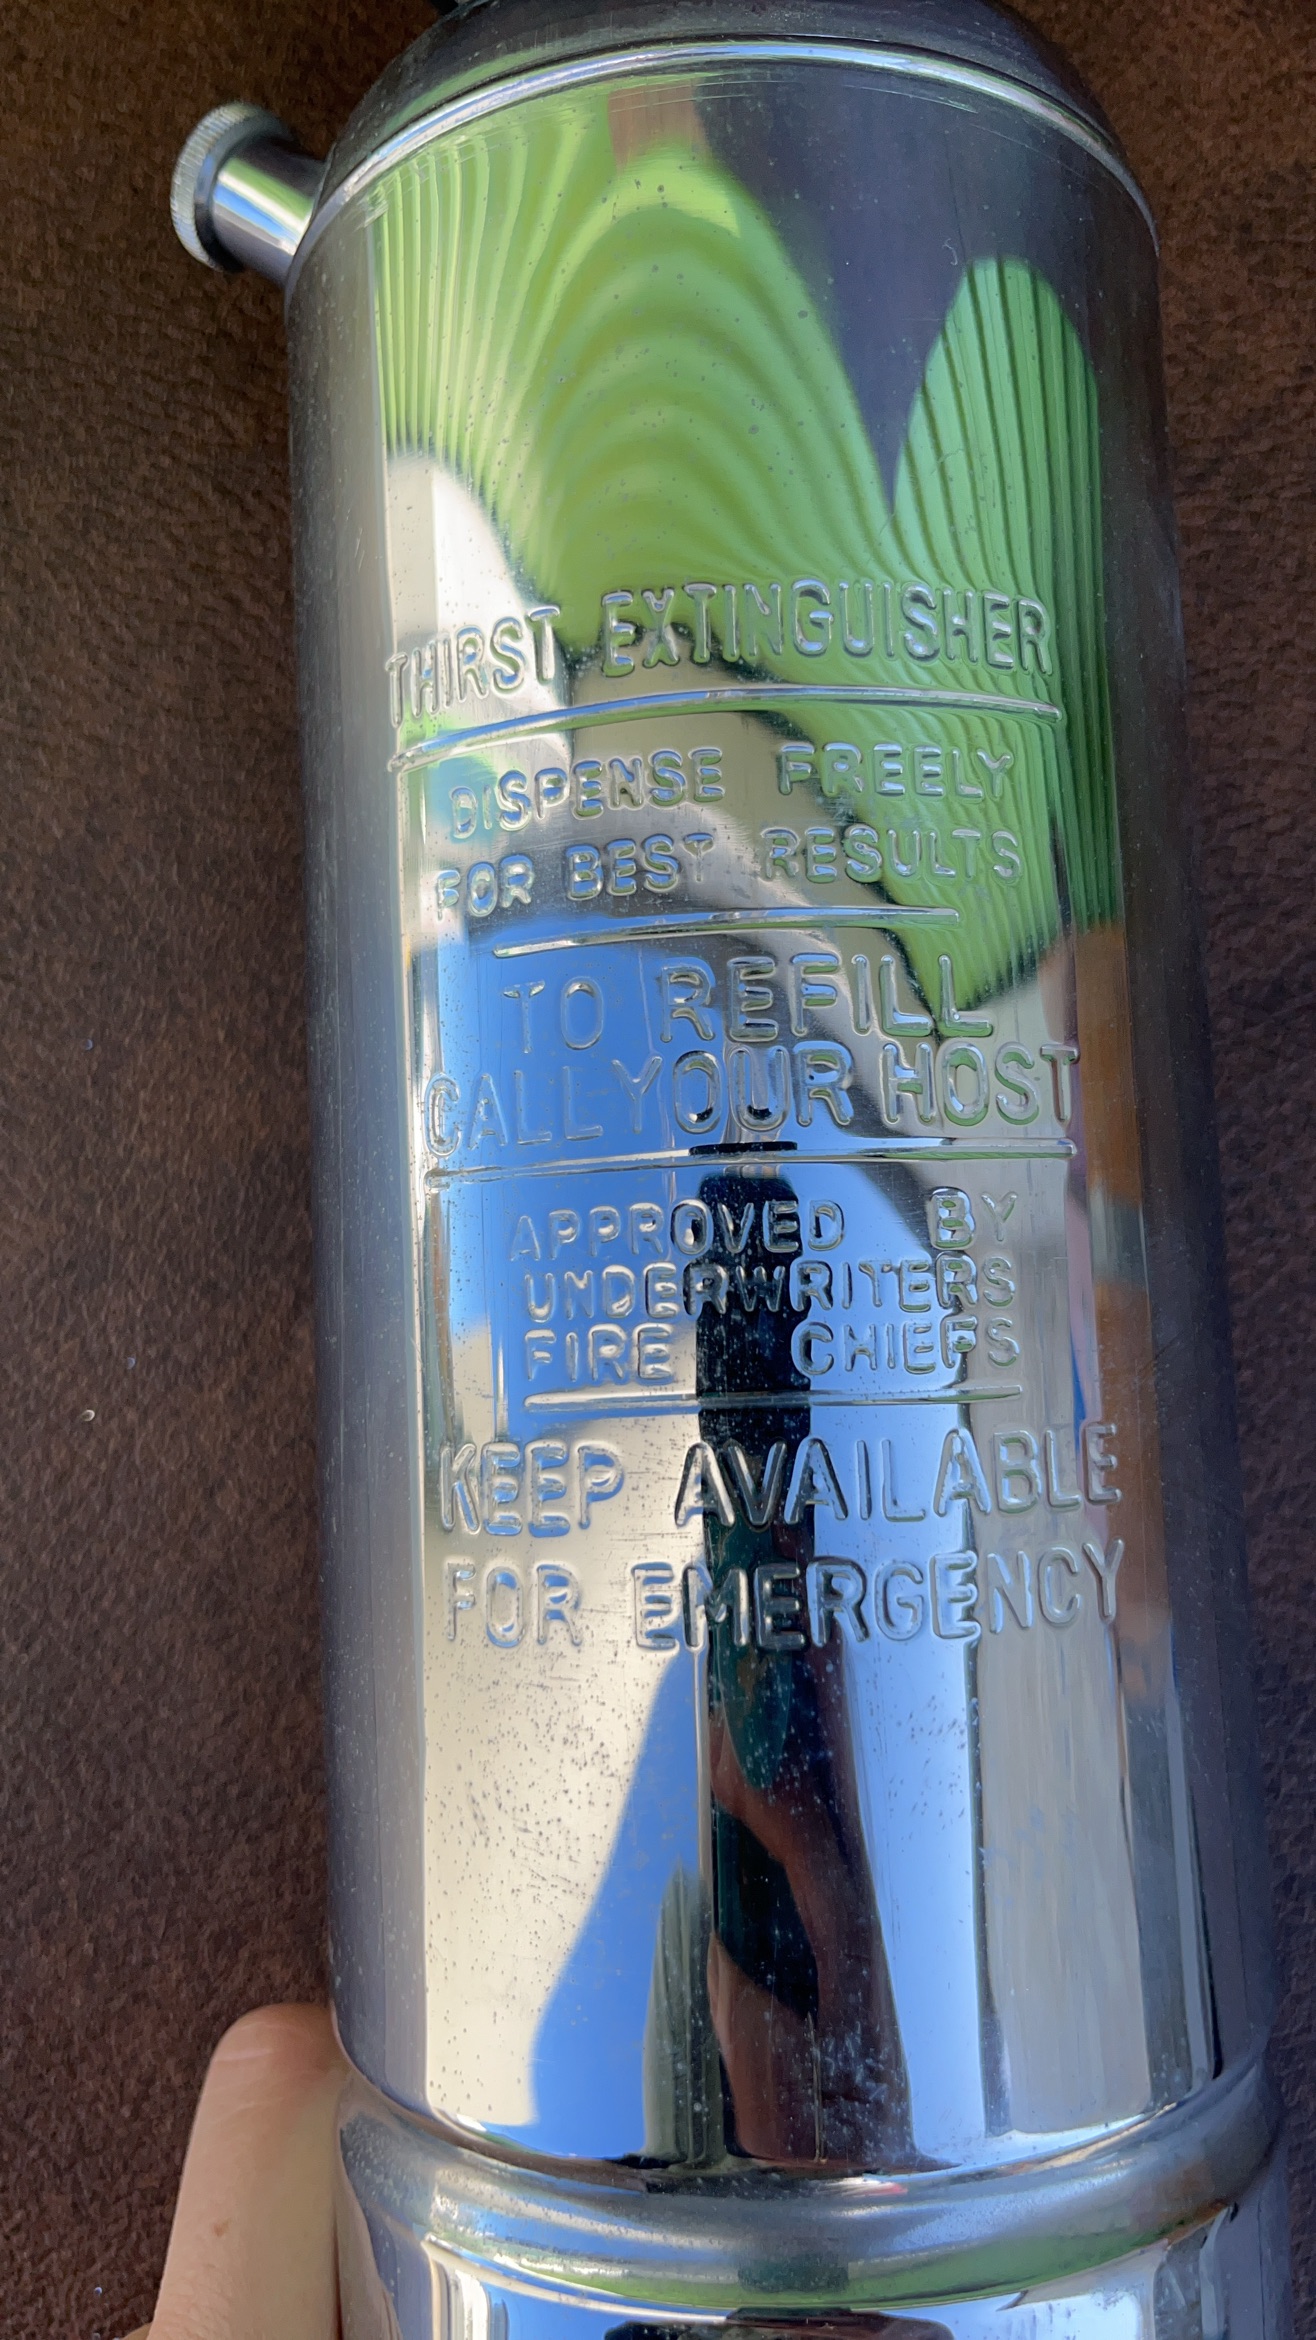 THIRST EXTINGUISHER
DISPENSE FREELY
FOR BEST RESULTS
TO REFILL
CALL YOUR HOST
APPROVED BY
UNDERWRITERS
FIRE CHIEFS
KEEP AVAILABLE
FOR EMERGENCY